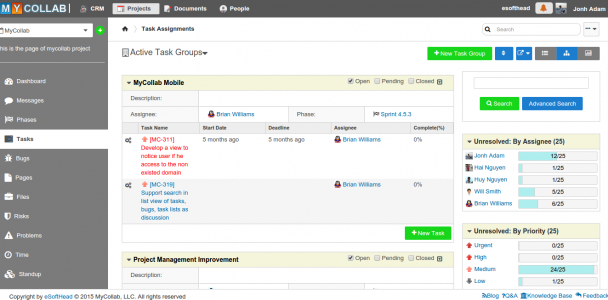 MYCOLLAB CRM Projects Documents People esofthead Jonh Adam
MyCollab
his is the page of mycollab project
Dashboard
Messages
Phases
Tasks
Bugs
Pages
Files
Risks
Problems
Time
Standup
Task Assignments
Search
Active Task Groups
+ New Task Group
MyCollab Mobile Open Pending Closed
Description:
Assignee: Brian Williams Phase: Sprint 4.5.3
Task Name Start Date Deadline Assignee Complete(%)
[MC-311] 5 months ago 5 months ago Brian Williams 0%
Develop a view to
notice user if he
access to the non
existed domain
[MC-319] Brian Williams 0%
Support search in
list view of tasks,
bugs, task lists as
discussion
+ New Task
Project Management Improvement Open Pending Closed
Description:
Search Advanced Search
Unresolved: By Assignee (25)
Jonh Adam 12/25
Hai Nguyen 1/25
Huy Nguyen 1/25
Will Smith 5/25
Brian Williams 6/25
Unresolved: By Priority (25)
Urgent 0/25
High 0/25
Medium 24/25
Low 1/25
Copyright by eSoftHead © 2015 MyCollab, LLC. All rights reserved
Blog ?Q&A Knowledge Base Feedback